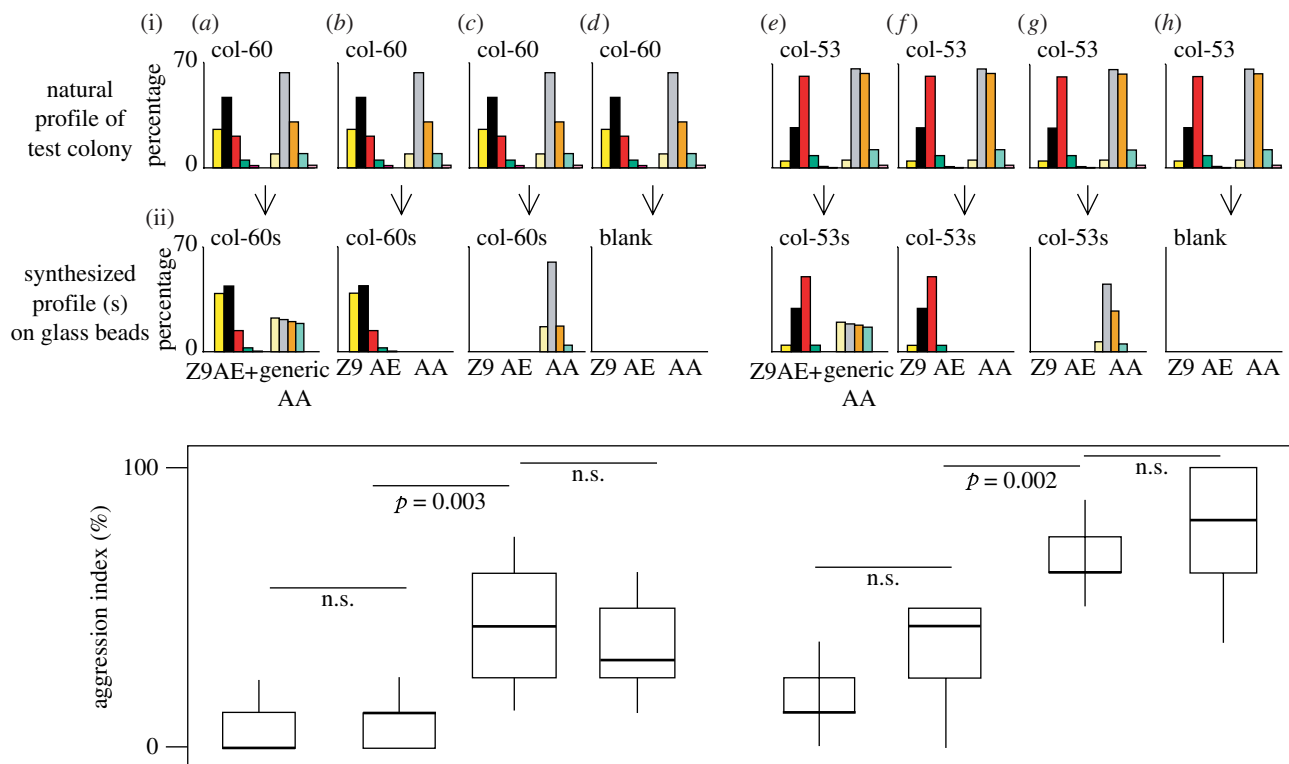 (i) (a) (b) (c) (d) (e) (f) (g) (h)
col-60 col-60 col-60 col-60 col-53 col-53 col-53 col-53
natural
profile of
test colony
percentage
70
0
(ii)
col-60s col-60s col-60s blank col-53s col-53s col-53s blank
synthesized
profile (s)
on glass beads
percentage
70
0
Z9AE+generic
AA
Z9 AE AA
Z9 AE AA
Z9 AE AA
Z9AE+generic
AA
Z9 AE AA
Z9 AE AA
Z9 AE AA
aggression index (%)
100
0
n.s.
p = 0.003
n.s.
n.s.
p = 0.002
n.s.